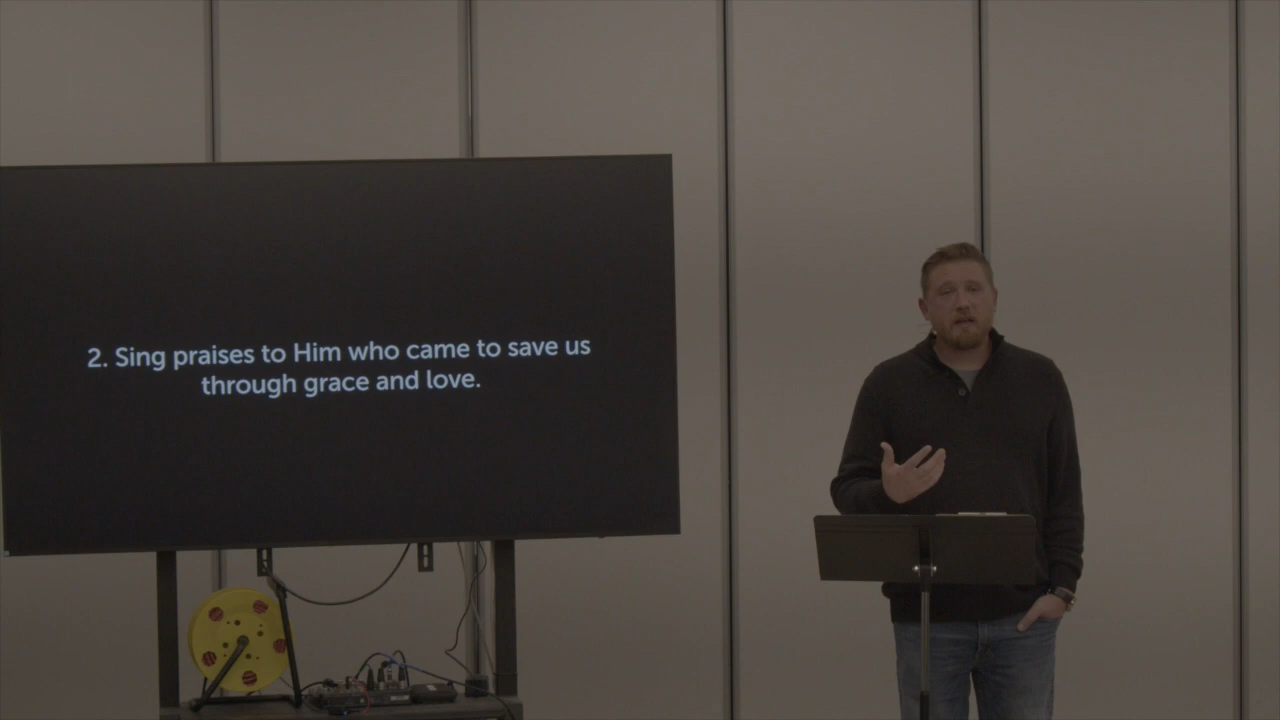 2. Sing praises to Him who came to save us
through grace and love.